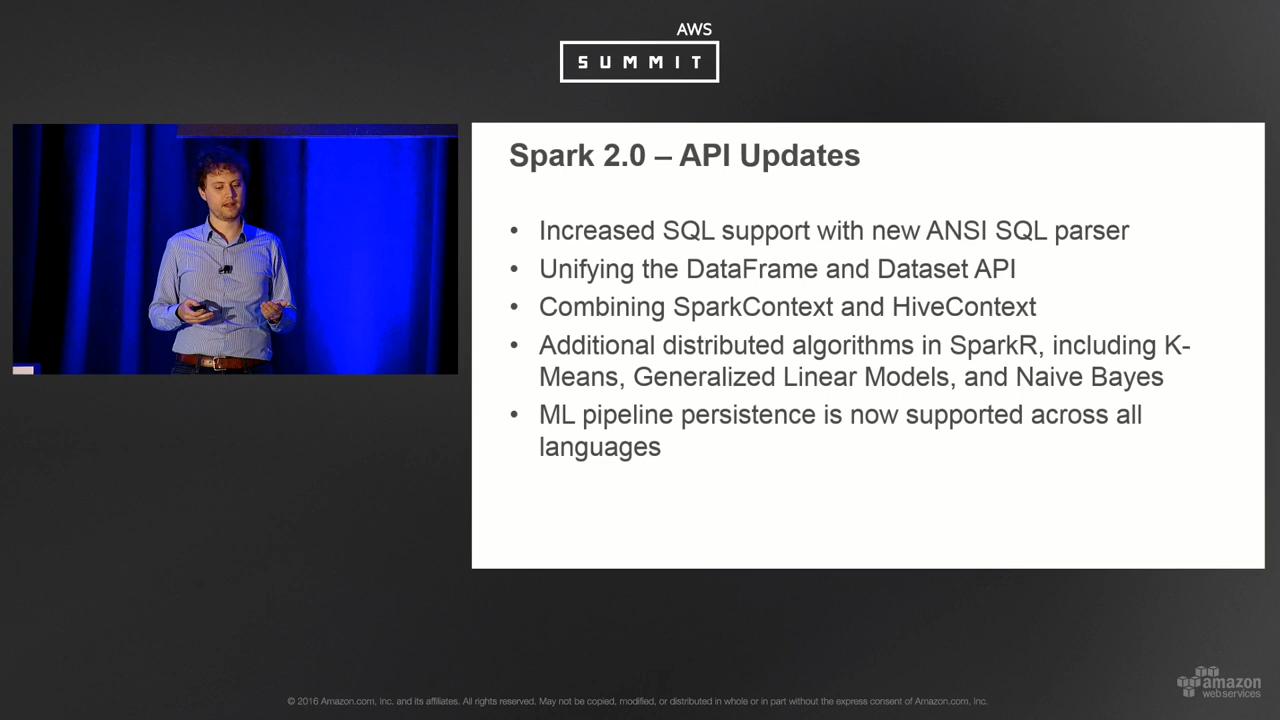 AWS
SUMMIT
Spark 2.0 – API Updates
• Increased SQL support with new ANSI SQL parser
• Unifying the DataFrame and Dataset API
• Combining SparkContext and HiveContext
• Additional distributed algorithms in SparkR, including K-
Means, Generalized Linear Models, and Naive Bayes
• ML pipeline persistence is now supported across all
languages
amazon
web services
© 2016 Amazon.com, Inc. and its affiliates. All rights reserved. May not be copied, modified, or distributed in whole or in part without the express consent of Amazon.com, Inc.